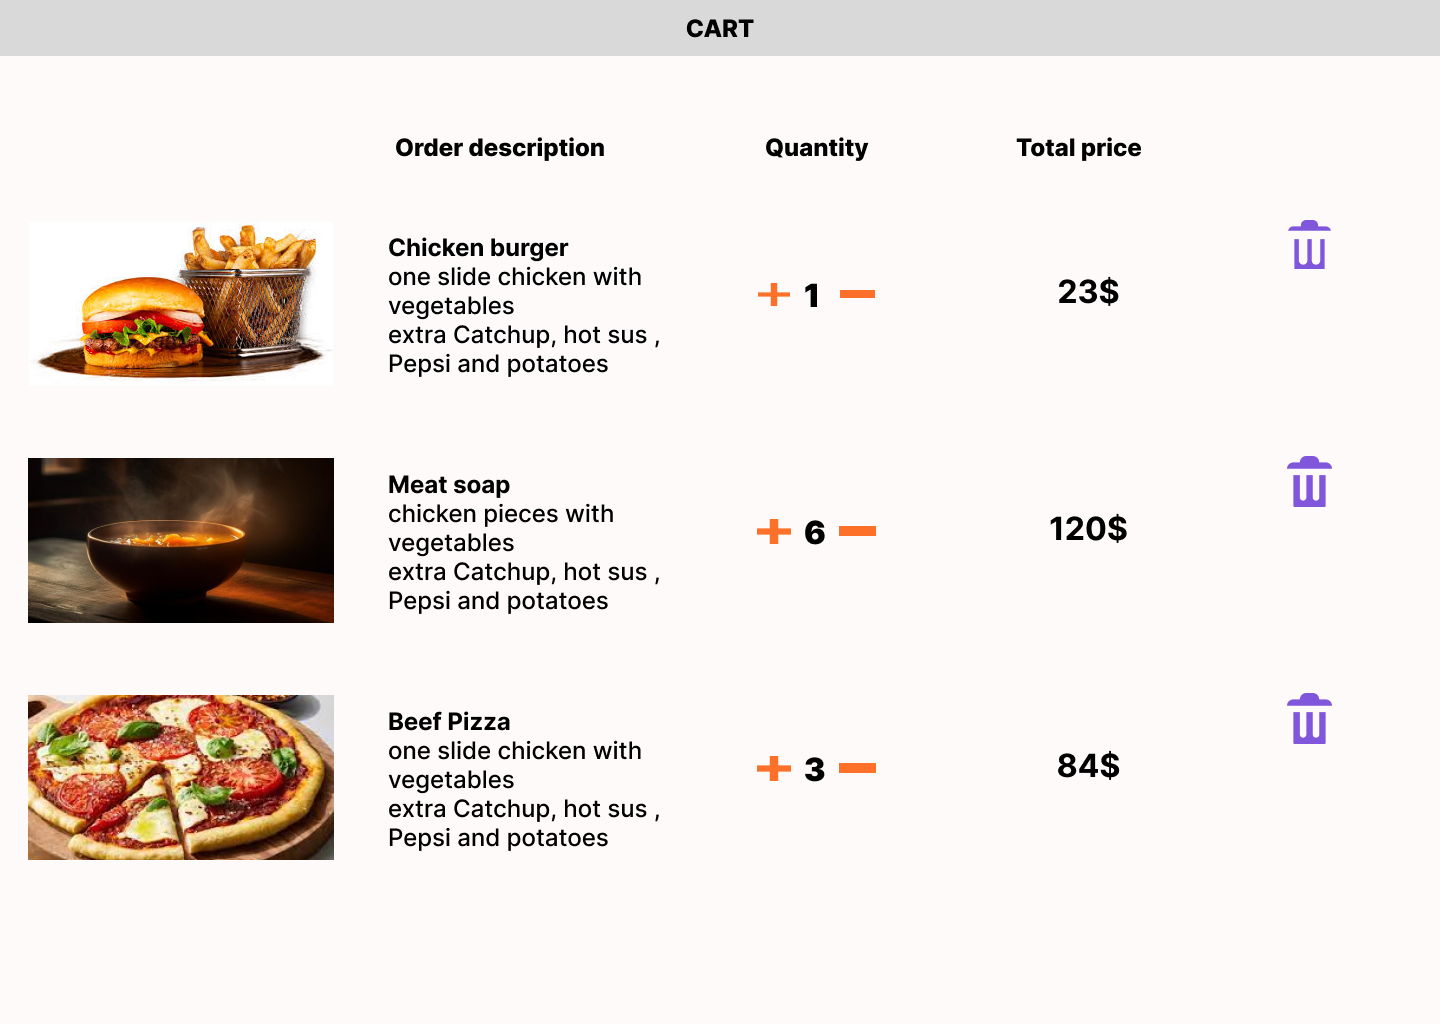 CART
Order description
Quantity
Total price
Chicken burger
one slide chicken with
vegetables
extra Catchup, hot sus ,
Pepsi and potatoes
1
23$
Meat soap
chicken pieces with
vegetables
extra Catchup, hot sus ,
Pepsi and potatoes
6
120$
Beef Pizza
one slide chicken with
vegetables
extra Catchup, hot sus ,
Pepsi and potatoes
3
84$